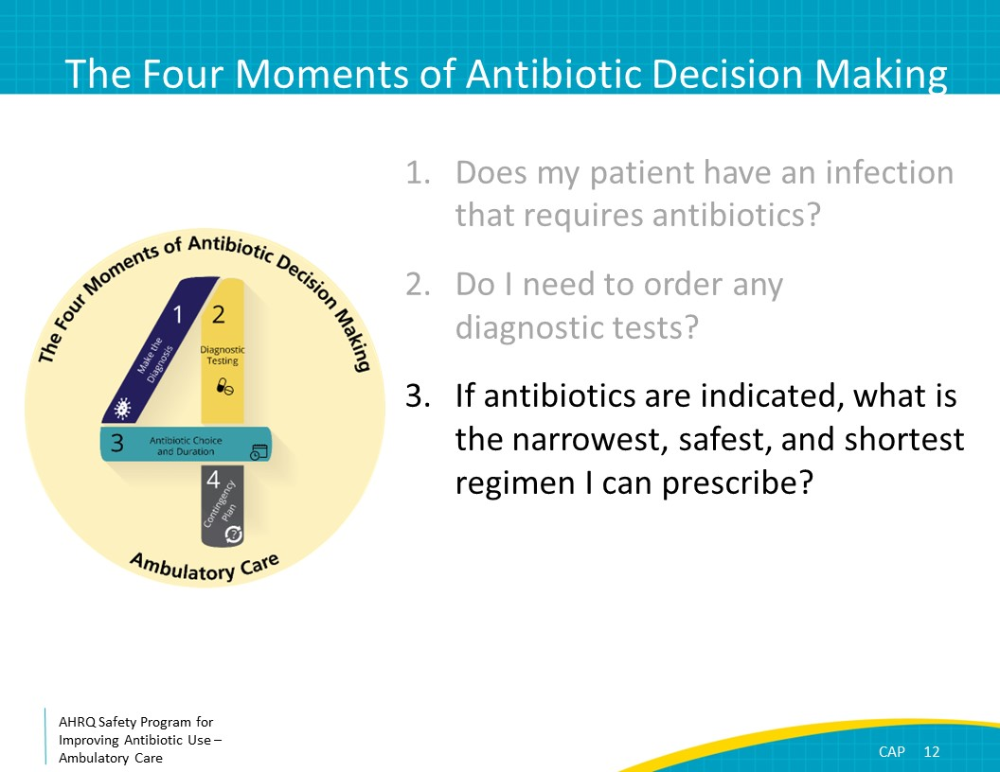 The Four Moments of Antibiotic Decision Making
1. Does my patient have an infection
that requires antibiotics?
2. Do I need to order any
diagnostic tests?
3. If antibiotics are indicated, what is
the narrowest, safest, and shortest
regimen I can prescribe?
The Four Moments of Antibiotic Decision Making
1
Make the
Diagnosis
2
Diagnostic
Testing
3
Antibiotic Choice
and Duration
4
Contingency
Plan
?
Ambulatory Care
AHRQ Safety Program for
Improving Antibiotic Use –
Ambulatory Care
CAP 12